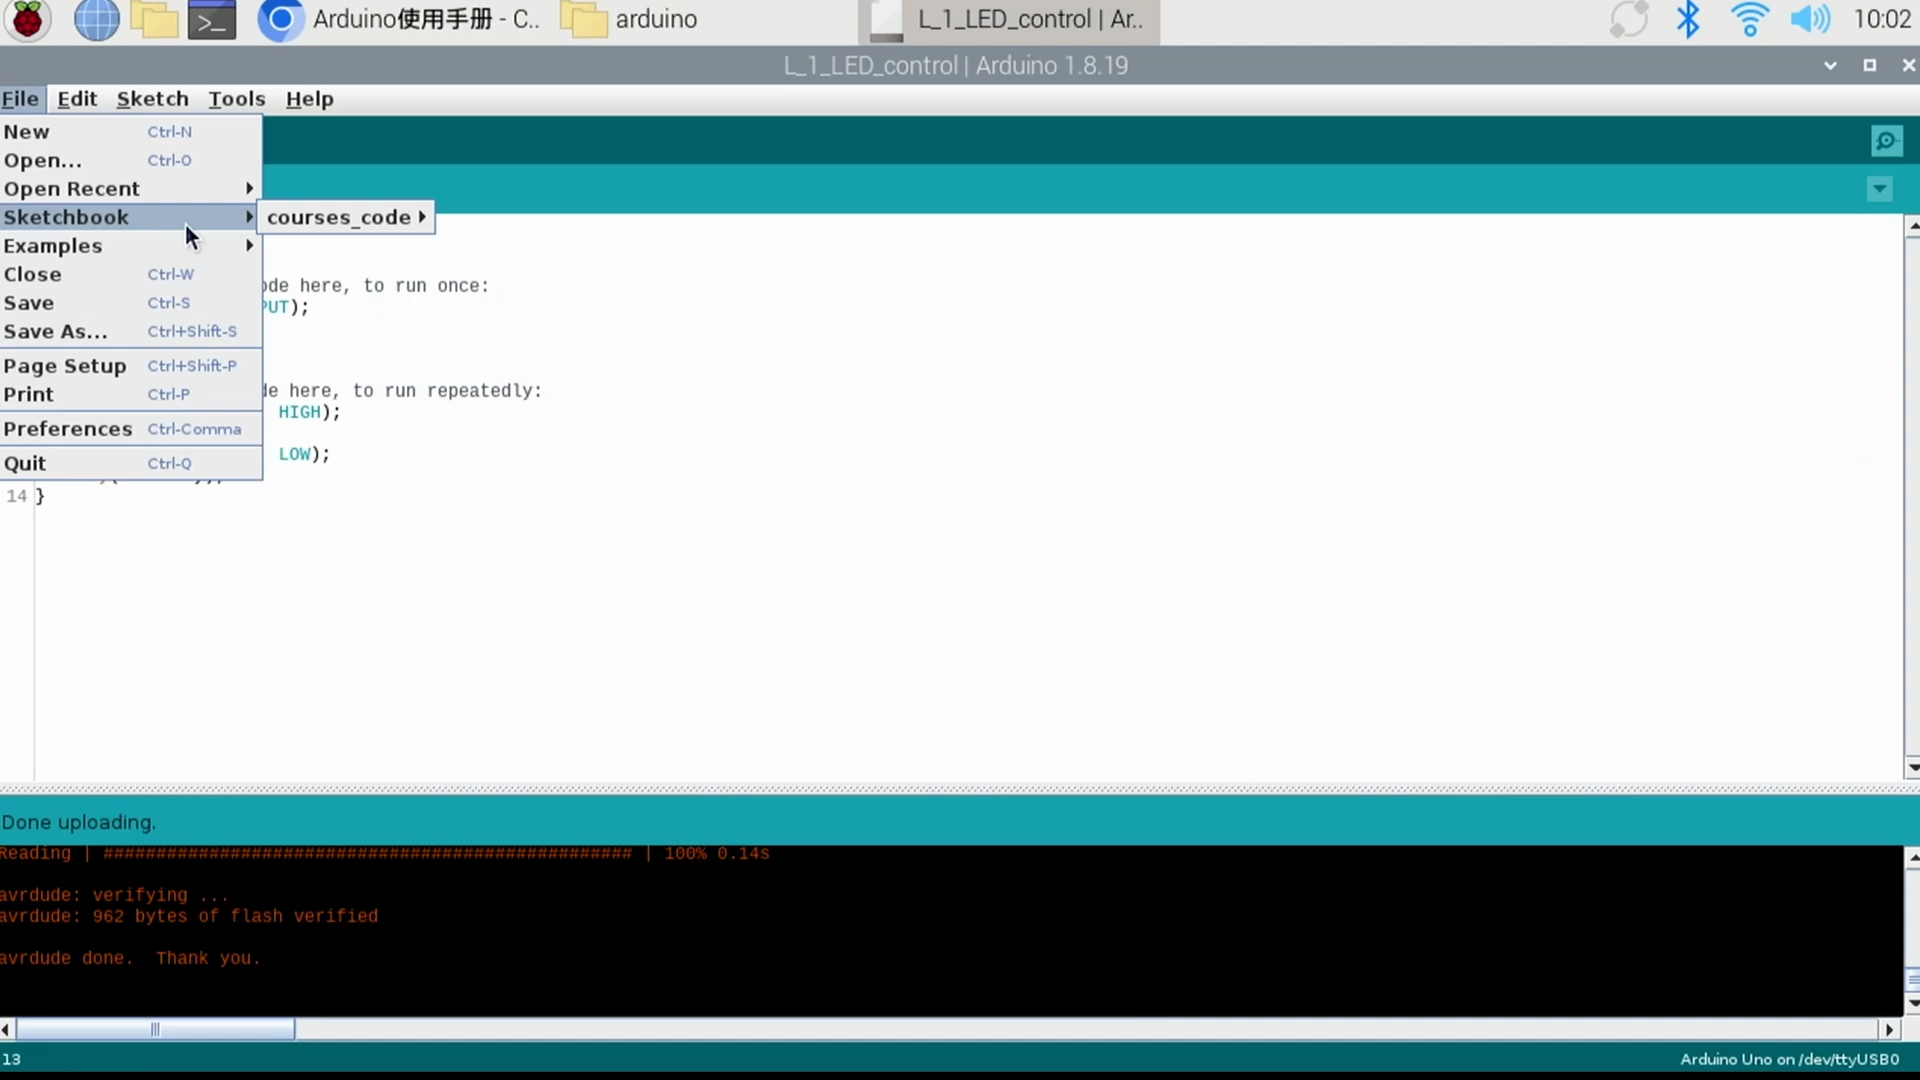 Arduino使用手册 - C..
arduino
L_1_LED_control | Ar..
10:02
L_1_LED_control | Arduino 1.8.19
File Edit Sketch Tools Help
New Ctrl-N
Open... Ctrl-O
Open Recent
Sketchbook
courses_code
Examples
Close Ctrl-W
Save Ctrl-S
Save As... Ctrl+Shift-S
Page Setup Ctrl+Shift-P
Print Ctrl-P
Preferences Ctrl-Comma
Quit Ctrl-Q
ode here, to run once:
PUT);
de here, to run repeatedly:
HIGH);
LOW);
14 }
Done uploading.
Reading | ################################################## | 100% 0.14s
avrdude: verifying ...
avrdude: 962 bytes of flash verified
avrdude done.  Thank you.
13
Arduino Uno on /dev/ttyUSB0